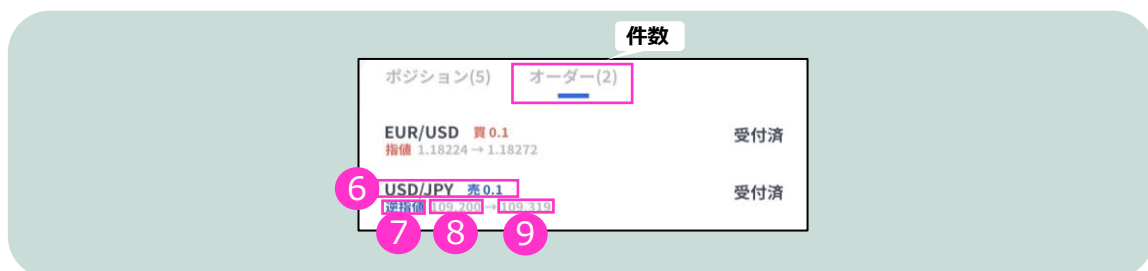 件数
ポジション(5) オーダー(2)
EUR/USD 買 0.1 受付済
指値 1.18224 → 1.18272
6 USD/JPY 売 0.1 受付済
逆指値 109.200 → 109.319
7 8 9